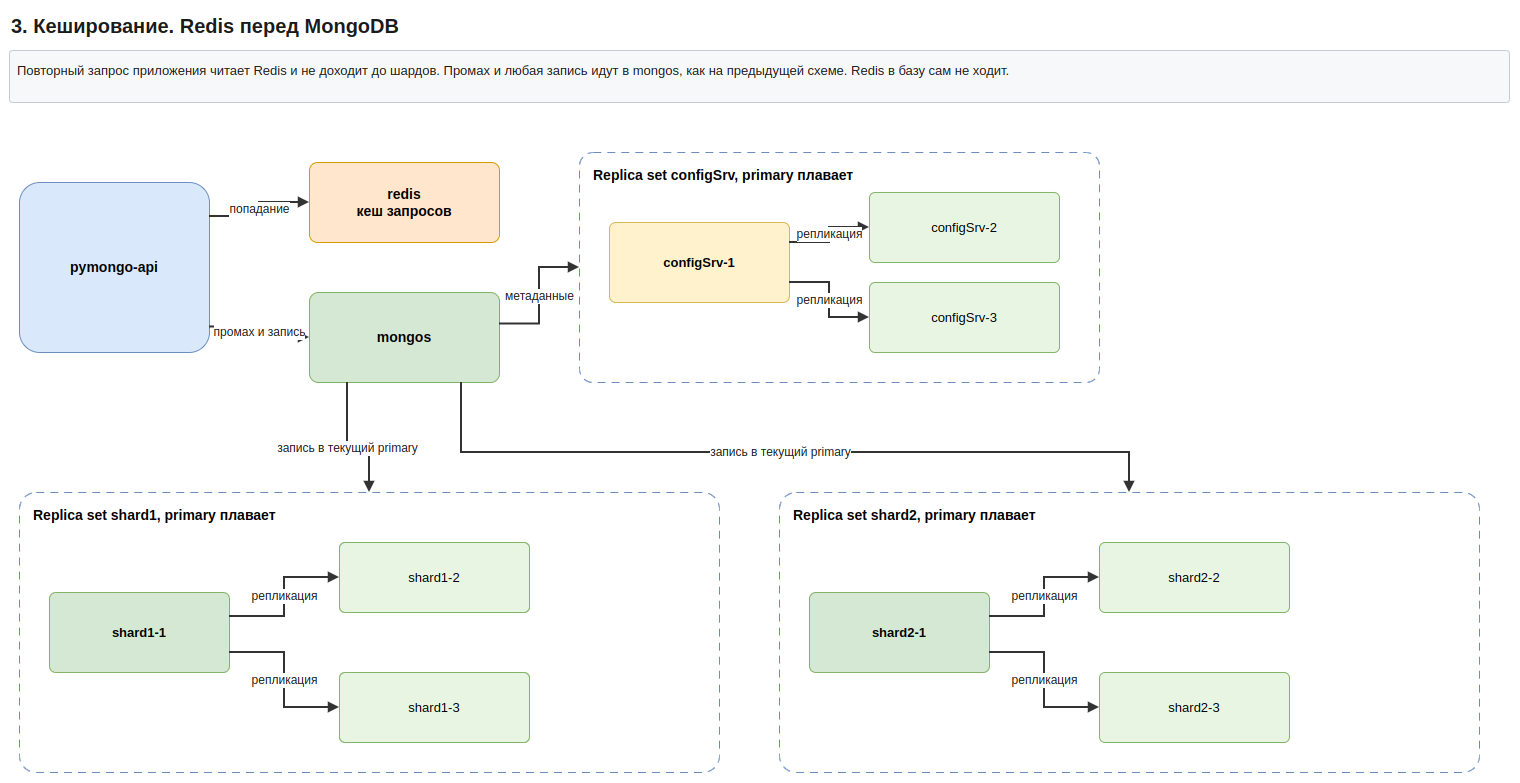 3. Кеширование. Redis перед MongoDB
Повторный запрос приложения читает Redis и не доходит до шардов. Промах и любая запись идут в mongos, как на предыдущей схеме. Redis в базу сам не ходит.
pymongo-api
попадание
redis
кеш запросов
промах и запись
mongos
метаданные
Replica set configSrv, primary плавает
configSrv-1
репликация
configSrv-2
репликация
configSrv-3
запись в текущий primary
запись в текущий primary
Replica set shard1, primary плавает
shard1-1
репликация
shard1-2
репликация
shard1-3
Replica set shard2, primary плавает
shard2-1
репликация
shard2-2
репликация
shard2-3